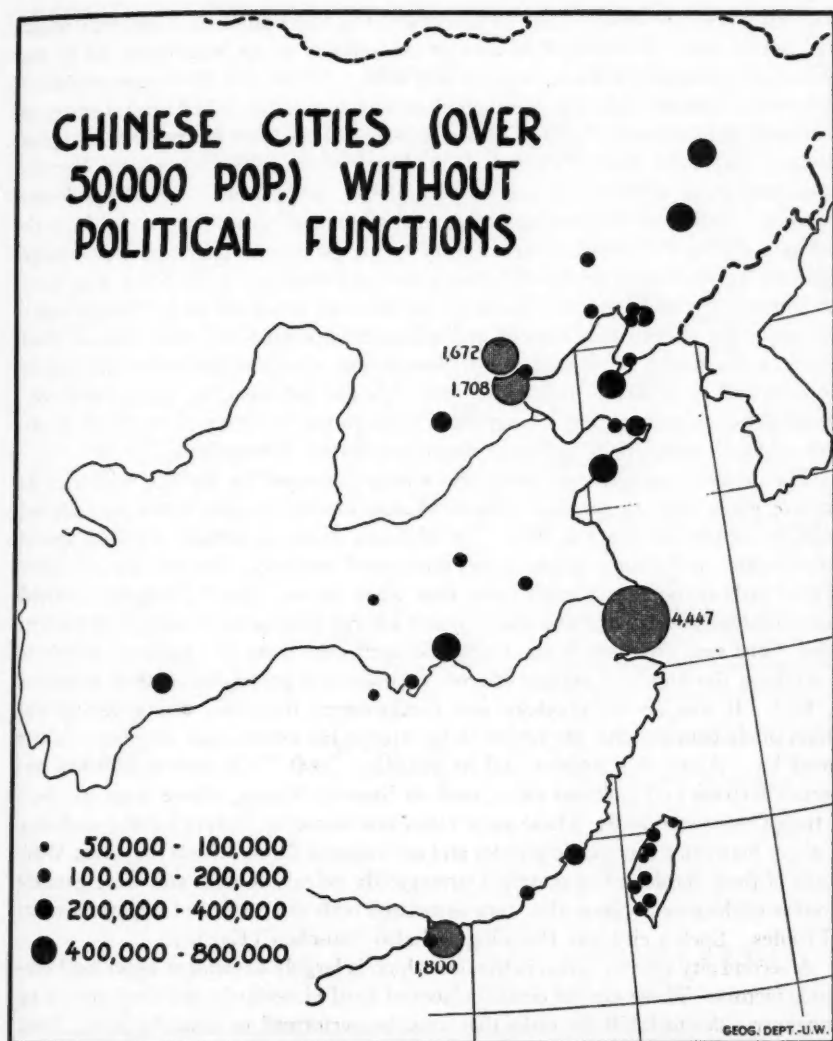 CHINESE CITIES (OVER
50,000 POP.) WITHOUT
POLITICAL FUNCTIONS
1,672
1,708
4,447
50,000 - 100,000
100,000 - 200,000
200,000 - 400,000
400,000 - 800,000
1,800
GEOG. DEPT.-U.W.